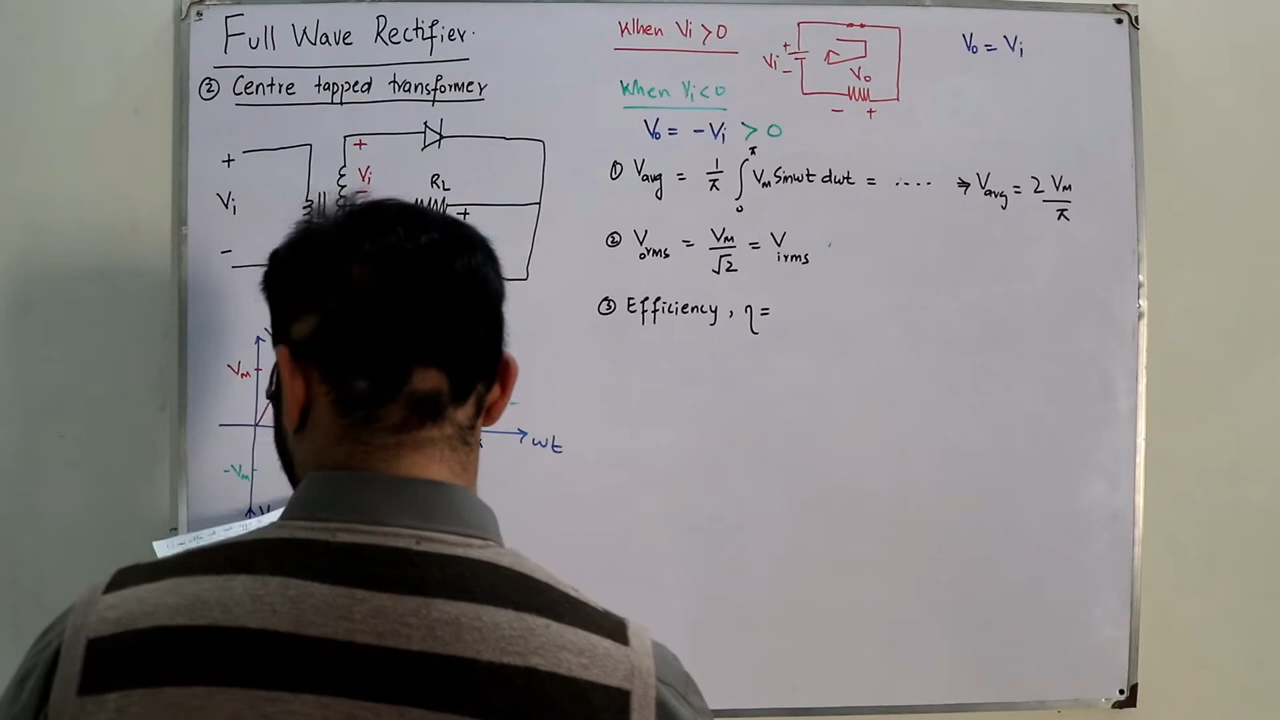 Full Wave Rectifier.
② Centre tapped transformer
+
Vi
-
+
Vi
-
RL
+
VM
-VM
ωt
When Vi > 0
Vi
+
-
Vo
- +
Vo = Vi
When Vi < 0
Vo = -Vi > 0
① Vavg = 1/π ∫₀^π VM Sinωt dωt = .... ⇒ Vavg = 2 VM/π
② Vorms = VM/√2 = Virms
③ Efficiency, η =